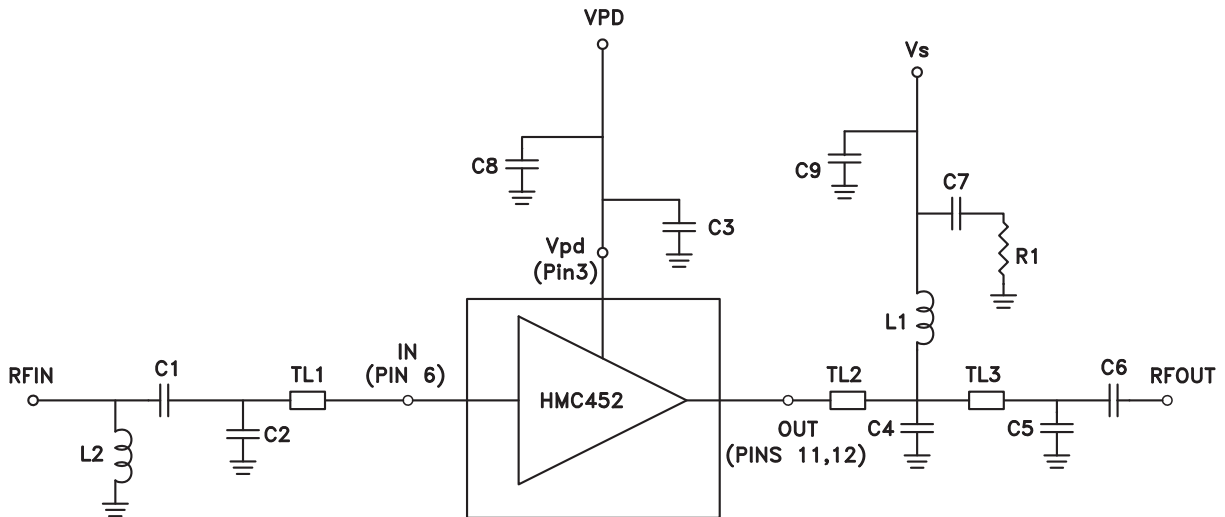 VPD
Vs
C8
C9
C7
C3
Vpd
(Pin3)
R1
L1
RFIN
C1
TL1
IN
(PIN 6)
HMC452
TL2
TL3
C6
RFOUT
L2
C2
OUT
(PINS 11,12)
C4
C5